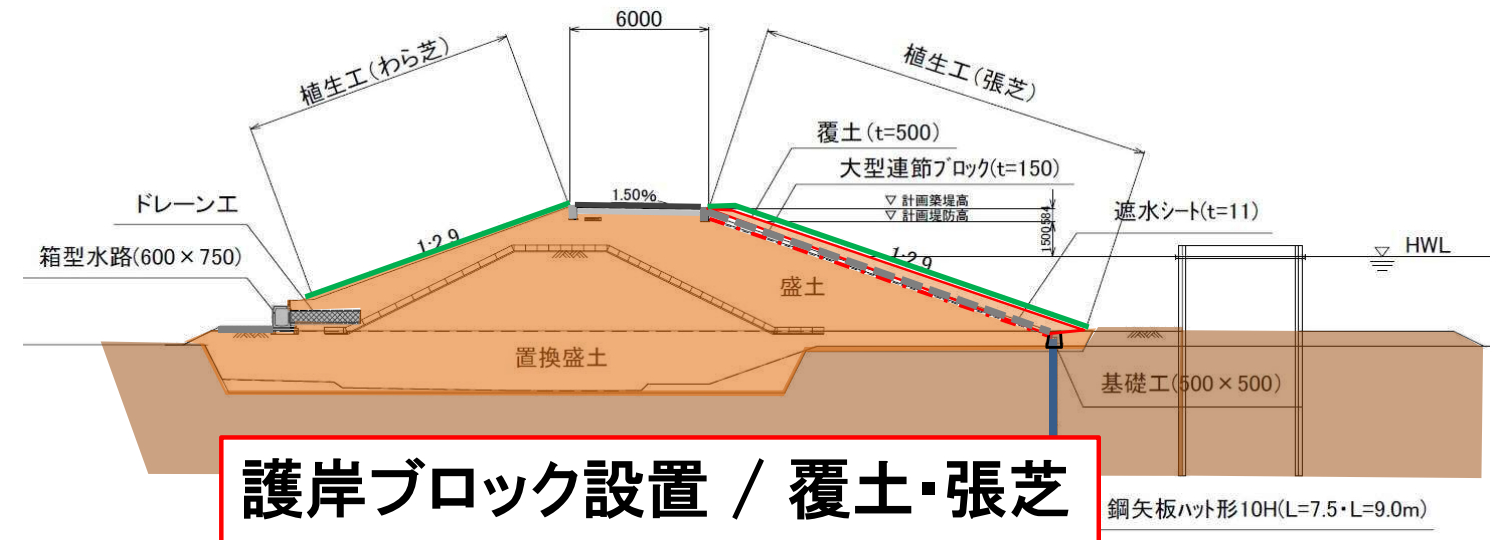 6000
植生工(わら芝)
植生工(張芝)
覆土(t=500)
大型連節ブロック(t=150)
1.50%
▽ 計画築堤高
▽ 計画堤防高
584
1500
遮水シート(t=11)
ドレーン工
箱型水路(600×750)
1:2.9
1:2.9
▽ HWL
盛土
置換盛土
基礎工(500×500)
護岸ブロック設置 / 覆土・張芝
鋼矢板ハット形10H(L=7.5・L=9.0m)